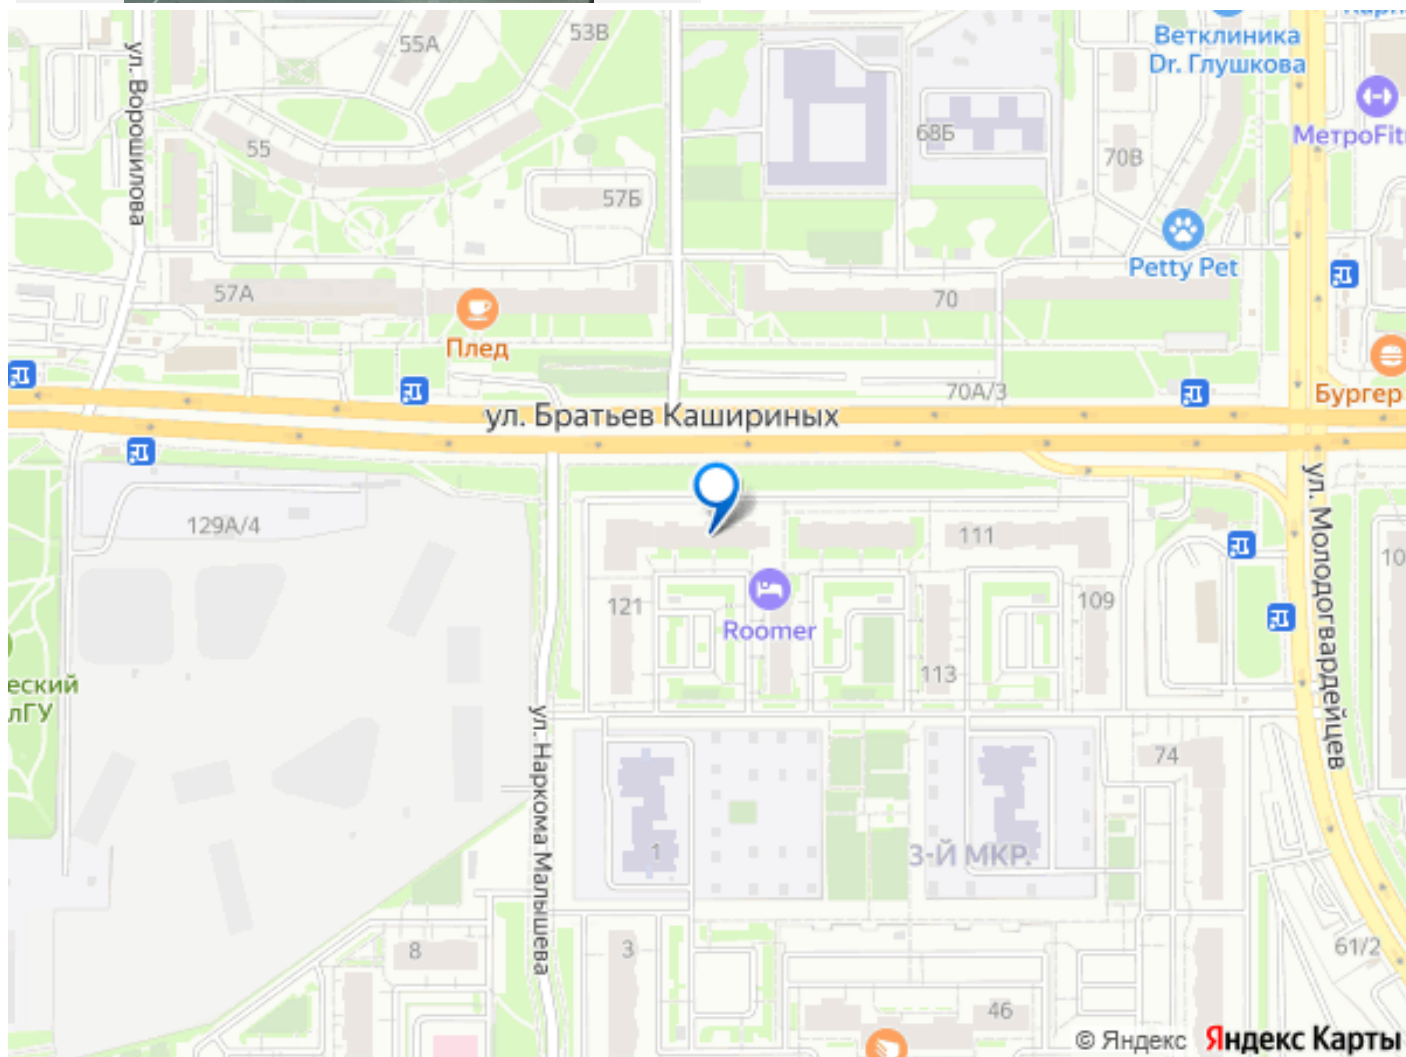 55А
53В
Ветклиника
Dr. Глушкова
ул. Ворошилова
МетроFit
55
68Б
70В
57Б
Petty Pet
57А
70
Плед
70А/3
Бургер
ул. Братьев Кашириных
129А/4
111
ул. Молодогвардейцев
10
121
109
Roomer
113
еский
лГУ
ул. Наркома Малышева
74
1
3-Й МКР.
8
3
61/2
46
© Яндекс Яндекс Карты